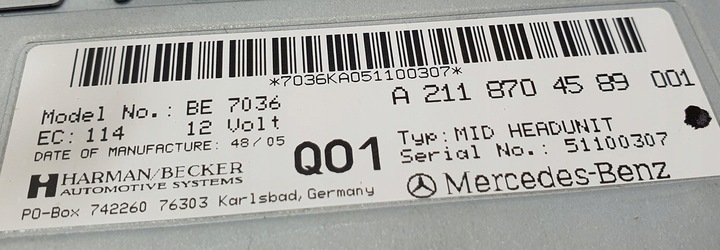 *7036KA051100307*
Model No.: BE 7036
A 211 870 45 89 001
EC: 114 12 Volt
DATE OF MANUFACTURE: 48/05
Q01
Typ: MID HEADUNIT
Serial No.: 51100307
HARMAN/BECKER
AUTOMOTIVE SYSTEMS
Mercedes-Benz
PO-Box 742260 76303 Karlsbad, Germany